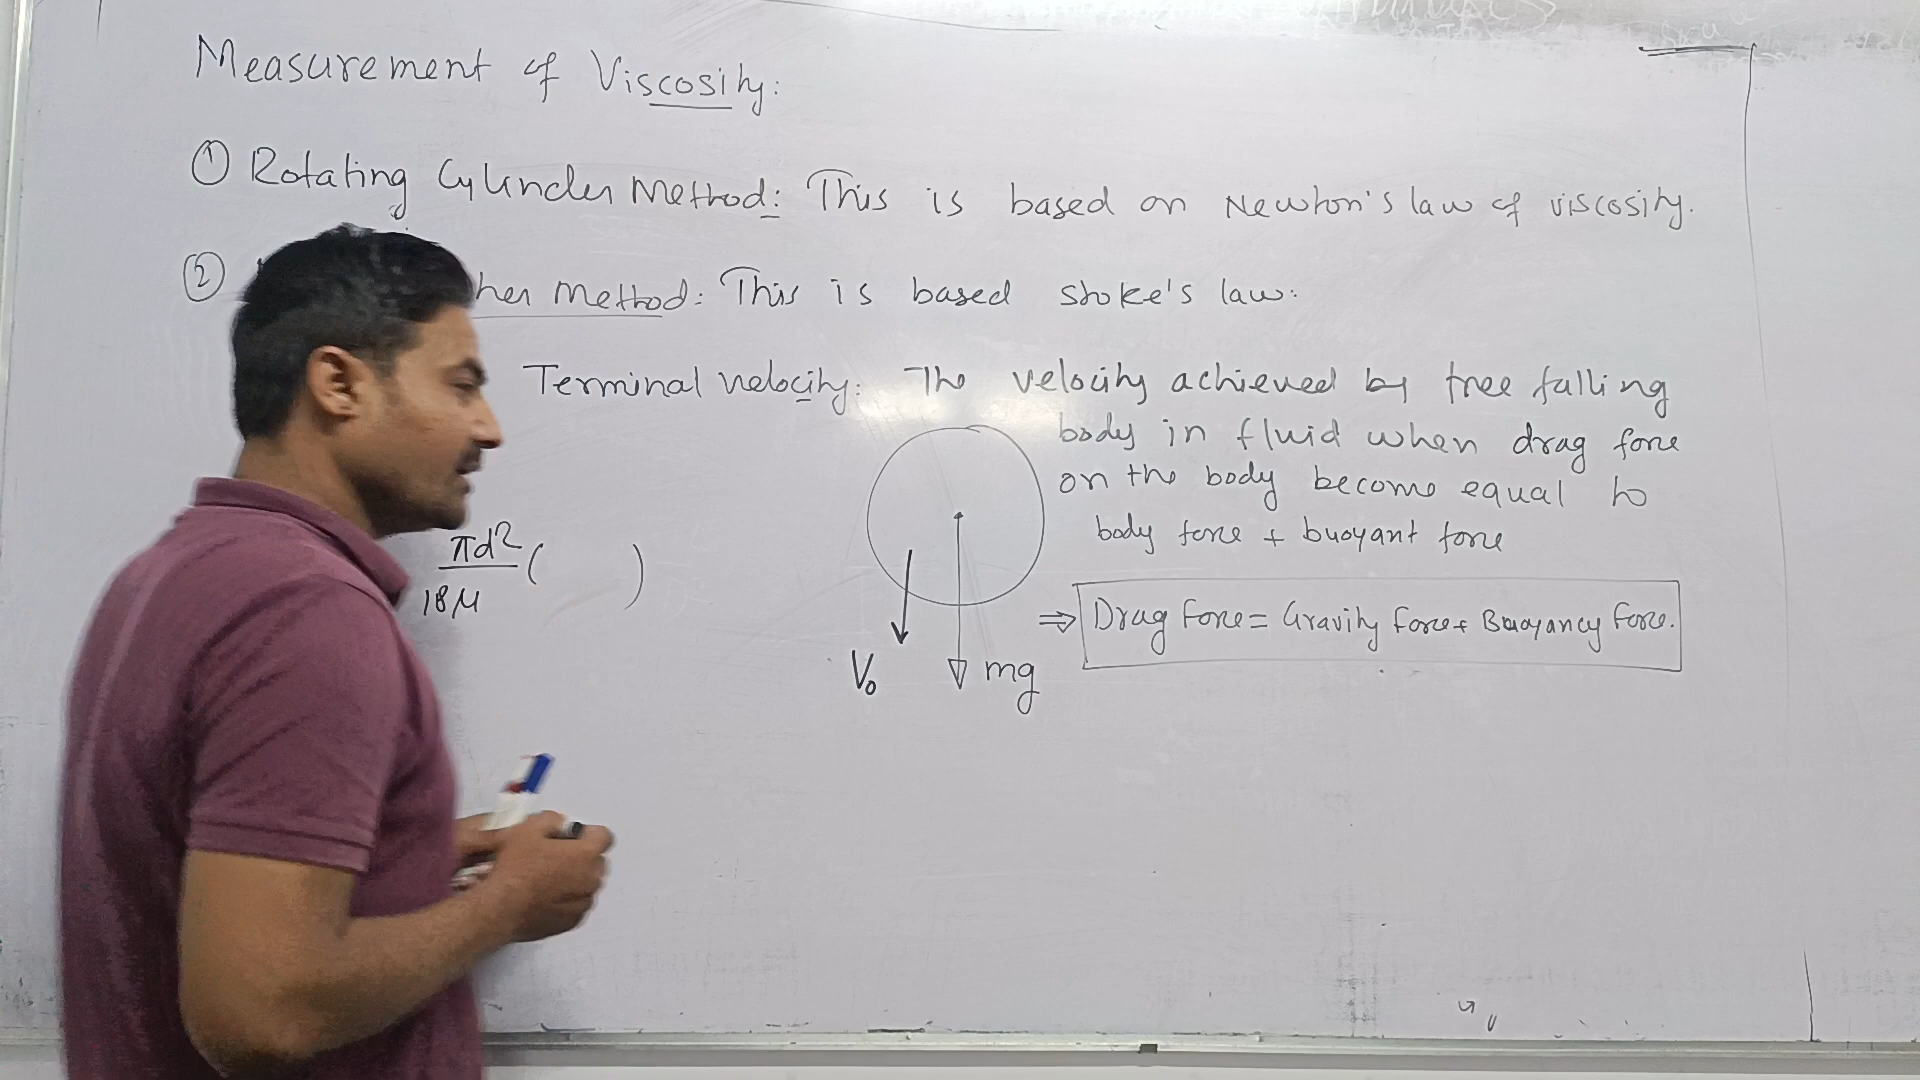 Measurement of Viscosity:
① Rotating Cylinder Method: This is based on Newton's law of viscosity.
② her Method: This is based stoke's law.
Terminal velocity: The velocity achieved by free falling
body in fluid when drag force
on the body become equal to
body force + buoyant force
πd²
18μ
( )
⇒ Drag Force = Gravity Force + Buoyancy Force.
V₀
mg